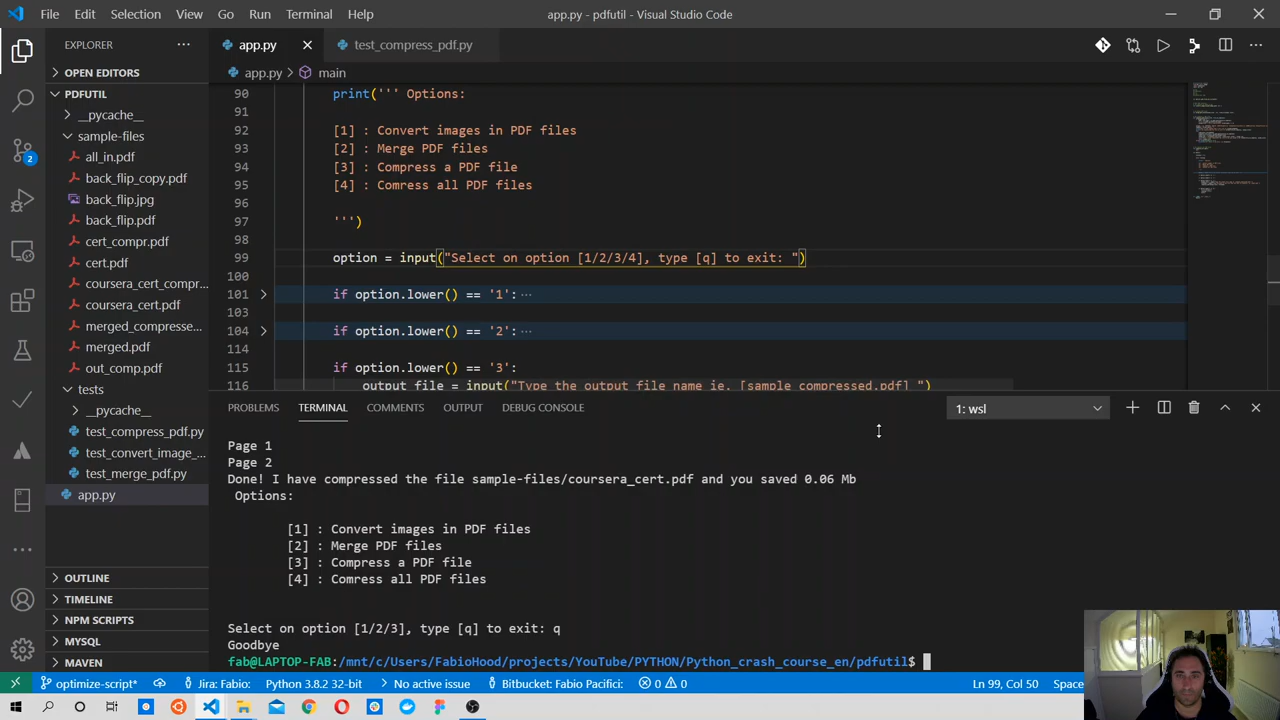 File Edit Selection View Go Run Terminal Help app.py - pdfutil - Visual Studio Code
EXPLORER
OPEN EDITORS
PDFUTIL
__pycache__
sample-files
all_in.pdf
back_flip_copy.pdf
back_flip.jpg
back_flip.pdf
cert_compr.pdf
cert.pdf
coursera_cert_compr...
coursera_cert.pdf
merged_compresse...
merged.pdf
out_comp.pdf
tests
__pycache__
test_compress_pdf.py
test_convert_image_...
test_merge_pdf.py
app.py
OUTLINE
TIMELINE
NPM SCRIPTS
MYSQL
MAVEN
2
app.py test_compress_pdf.py
app.py > main
90 print(''' Options:
91
92 [1] : Convert images in PDF files
93 [2] : Merge PDF files
94 [3] : Compress a PDF file
95 [4] : Comress all PDF files
96
97 ''')
98
99 option = input("Select on option [1/2/3/4], type [q] to exit: ")
100
101 if option.lower() == '1': ...
103
104 if option.lower() == '2': ...
114
115 if option.lower() == '3':
116 output_file = input("Type the output file name ie. [sample_compressed.pdf] ")
PROBLEMS TERMINAL COMMENTS OUTPUT DEBUG CONSOLE 1: wsl
Page 1
Page 2
Done! I have compressed the file sample-files/coursera_cert.pdf and you saved 0.06 Mb
Options:
[1] : Convert images in PDF files
[2] : Merge PDF files
[3] : Compress a PDF file
[4] : Comress all PDF files
Select on option [1/2/3], type [q] to exit: q
Goodbye
fab@LAPTOP-FAB:/mnt/c/Users/FabioHood/projects/YouTube/PYTHON/Python_crash_course_en/pdfutil$
optimize-script* Jira: Fabio: Python 3.8.2 32-bit No active issue Bitbucket: Fabio Pacifici: 0 0 Ln 99, Col 50 Space